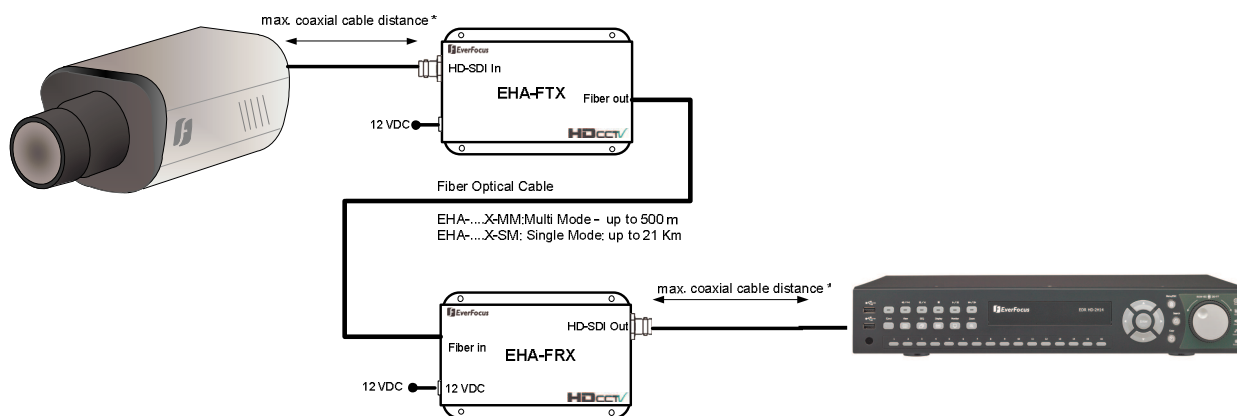 max. coaxial cable distance *
EverFocus
HD-SDI In
EHA-FTX
Fiber out
12 VDC
HDcctv
Fiber Optical Cable
EHA-....X-MM;Multi Mode - up to 500 m
EHA-....X-SM; Single Mode; up to 21 Km
max. coaxial cable distance *
EverFocus
HD-SDI Out
Fiber in
EHA-FRX
12 VDC
12 VDC
HDcctv
EverFocus